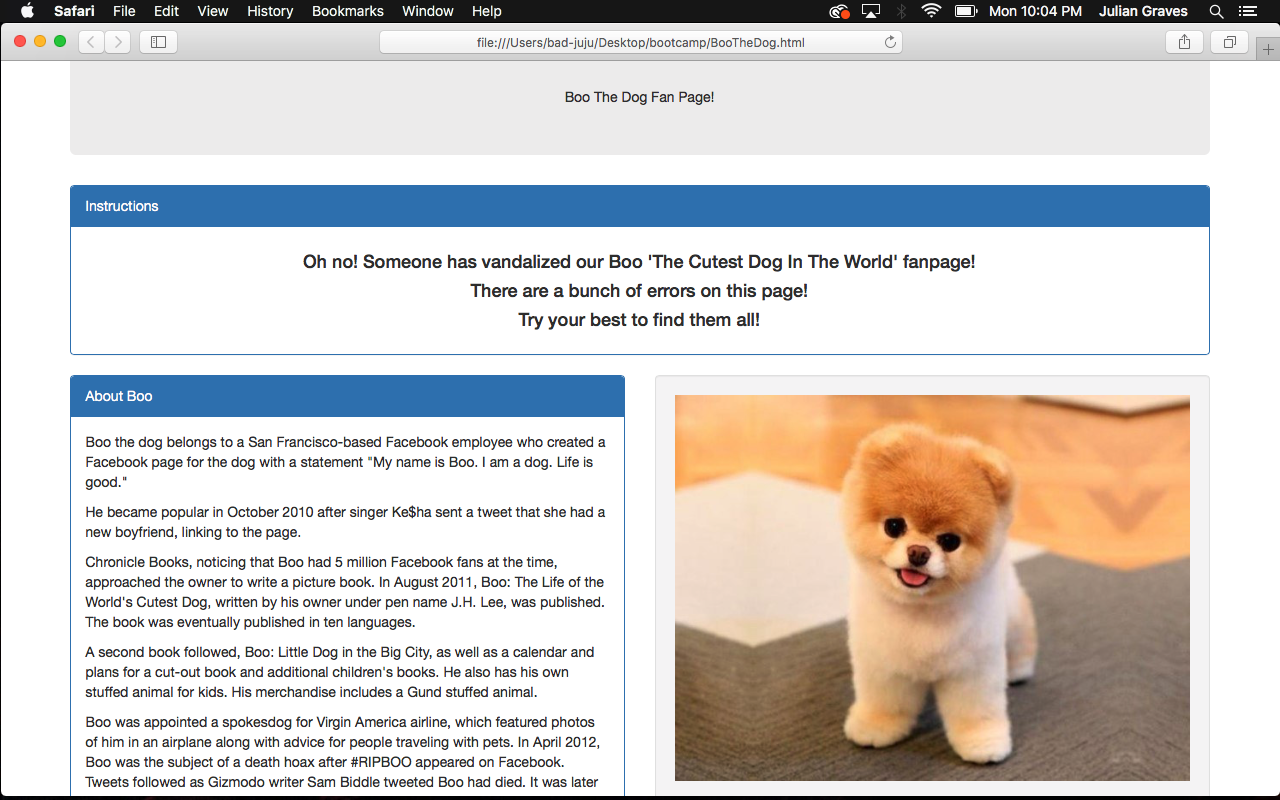 Safari File Edit View History Bookmarks Window Help Mon 10:04 PM Julian Graves
file:///Users/bad-juju/Desktop/bootcamp/BooTheDog.html
Boo The Dog Fan Page!
Instructions
Oh no! Someone has vandalized our Boo 'The Cutest Dog In The World' fanpage!
There are a bunch of errors on this page!
Try your best to find them all!
About Boo
Boo the dog belongs to a San Francisco-based Facebook employee who created a
Facebook page for the dog with a statement "My name is Boo. I am a dog. Life is
good."
He became popular in October 2010 after singer Ke$ha sent a tweet that she had a
new boyfriend, linking to the page.
Chronicle Books, noticing that Boo had 5 million Facebook fans at the time,
approached the owner to write a picture book. In August 2011, Boo: The Life of the
World's Cutest Dog, written by his owner under pen name J.H. Lee, was published.
The book was eventually published in ten languages.
A second book followed, Boo: Little Dog in the Big City, as well as a calendar and
plans for a cut-out book and additional children's books. He also has his own
stuffed animal for kids. His merchandise includes a Gund stuffed animal.
Boo was appointed a spokesdog for Virgin America airline, which featured photos
of him in an airplane along with advice for people traveling with pets. In April 2012,
Boo was the subject of a death hoax after #RIPBOO appeared on Facebook.
Tweets followed as Gizmodo writer Sam Biddle tweeted Boo had died. It was later